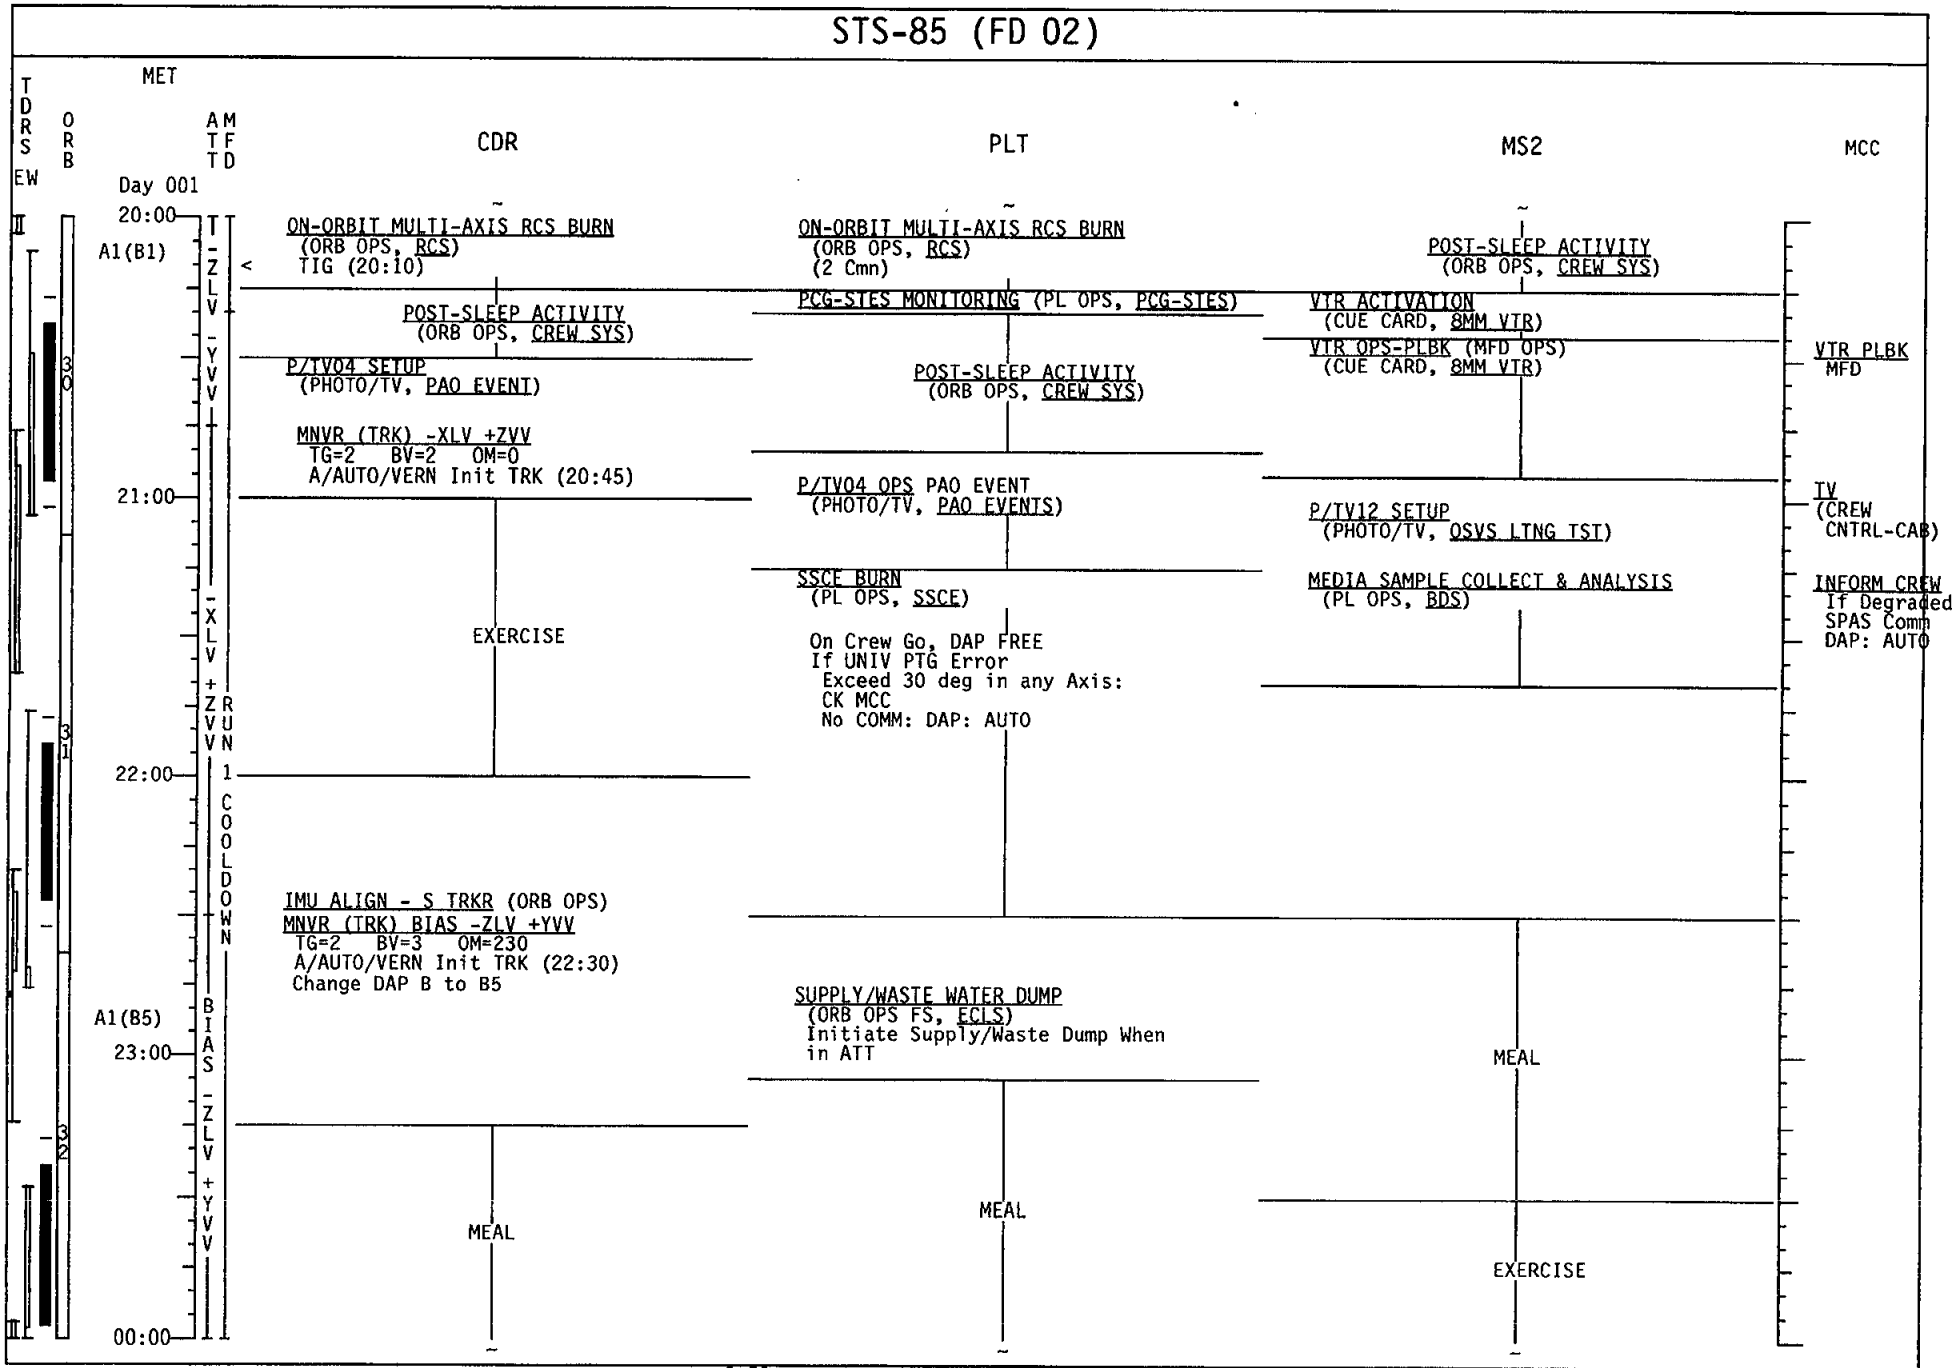 STS-85 (FD 02)
MET
TDRS
EW
ORB
ATT
MFD
CDR
PLT
MS2
MCC
Day 001
20:00
A1(B1)
<
-ZLV -YVV
30
ON-ORBIT MULTI-AXIS RCS BURN
(ORB OPS, RCS)
TIG (20:10)
POST-SLEEP ACTIVITY
(ORB OPS, CREW SYS)
P/TV04 SETUP
(PHOTO/TV, PAO EVENT)
MNVR (TRK) -XLV +ZVV
TG=2 BV=2 OM=0
A/AUTO/VERN Init TRK (20:45)
ON-ORBIT MULTI-AXIS RCS BURN
(ORB OPS, RCS)
(2 Cmn)
PCG-STES MONITORING (PL OPS, PCG-STES)
POST-SLEEP ACTIVITY
(ORB OPS, CREW SYS)
P/TV04 OPS PAO EVENT
(PHOTO/TV, PAO EVENTS)
POST-SLEEP ACTIVITY
(ORB OPS, CREW SYS)
VTR ACTIVATION
(CUE CARD, 8MM VTR)
VTR OPS-PLBK (MFD OPS)
(CUE CARD, 8MM VTR)
VTR PLBK
MFD
21:00
-XLV +ZVV
RUN 1 COOLDOWN
31
EXERCISE
SSCE BURN
(PL OPS, SSCE)
On Crew Go, DAP FREE
If UNIV PTG Error
Exceed 30 deg in any Axis:
CK MCC
No COMM: DAP: AUTO
P/TV12 SETUP
(PHOTO/TV, OSVS LTNG TST)
MEDIA SAMPLE COLLECT & ANALYSIS
(PL OPS, BDS)
TV
(CREW
CNTRL-CAB)
INFORM CREW
If Degraded
SPAS Comm
DAP: AUTO
22:00
IMU ALIGN - S TRKR (ORB OPS)
MNVR (TRK) BIAS -ZLV +YVV
TG=2 BV=3 OM=230
A/AUTO/VERN Init TRK (22:30)
Change DAP B to B5
A1(B5)
23:00
BIAS -ZLV +YVV
32
SUPPLY/WASTE WATER DUMP
(ORB OPS FS, ECLS)
Initiate Supply/Waste Dump When
in ATT
MEAL
MEAL
MEAL
EXERCISE
00:00